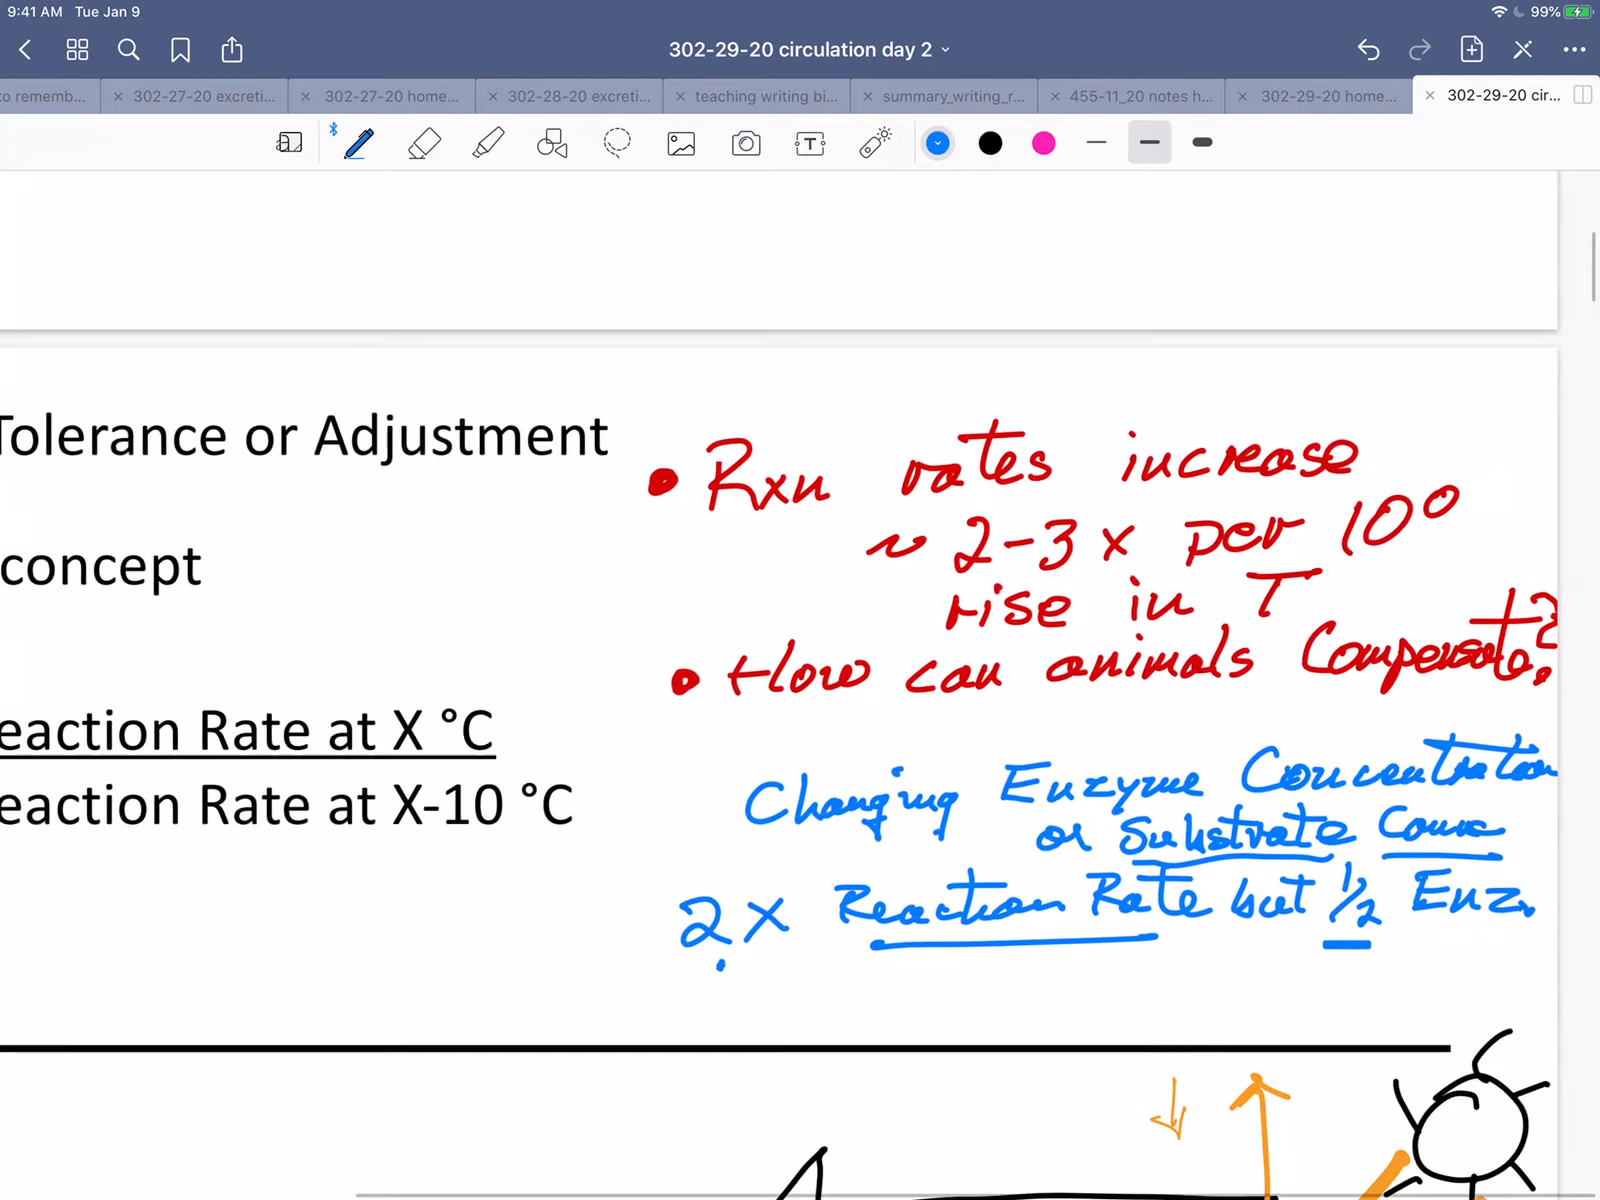 9:41 AM Tue Jan 9
99%
302-29-20 circulation day 2
to rememb...
302-27-20 excreti...
302-27-20 home...
302-28-20 excreti...
teaching writing bi...
summary_writing_r...
455-11_20 notes h...
302-29-20 home...
302-29-20 cir...
Tolerance or Adjustment
concept
eaction Rate at X °C
eaction Rate at X-10 °C
• Rxn rates increase
~ 2-3 x per 10°
rise in T
• How can animals Compensate?
Changing Enzyme Concentration
or Substrate Conc
2 X Reaction Rate but 1/2 Enz.